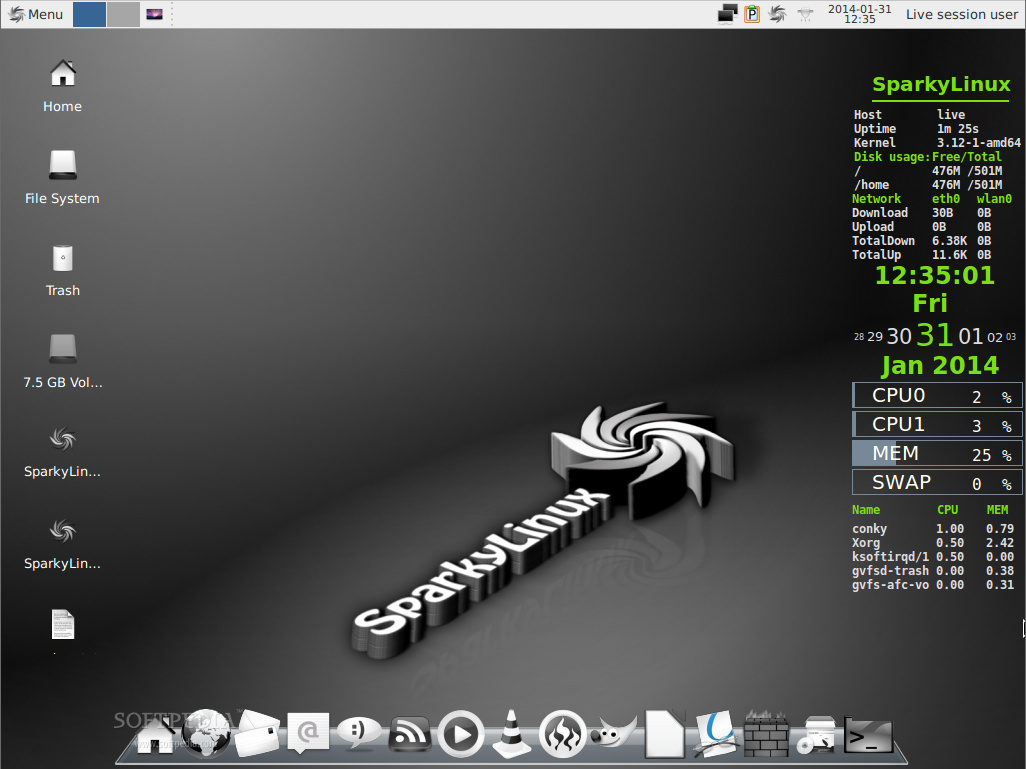 Menu
2014-01-31
12:35
Live session user
Home
File System
Trash
7.5 GB Vol...
SparkyLin...
SparkyLin...
SparkyLinux
Host live
Uptime 1m 25s
Kernel 3.12-1-amd64
Disk usage:Free/Total
/ 476M /501M
/home 476M /501M
Network eth0 wlan0
Download 30B 0B
Upload 0B 0B
TotalDown 6.38K 0B
TotalUp 11.6K 0B
12:35:01
Fri
28 29 30 31 01 02 03
Jan 2014
CPU0 2 %
CPU1 3 %
MEM 25 %
SWAP 0 %
Name CPU MEM
conky 1.00 0.79
Xorg 0.50 2.42
ksoftirqd/1 0.50 0.00
gvfsd-trash 0.00 0.38
gvfs-afc-vo 0.00 0.31
SparkyLinux
SOFTPEDIA
www.softpedia.com